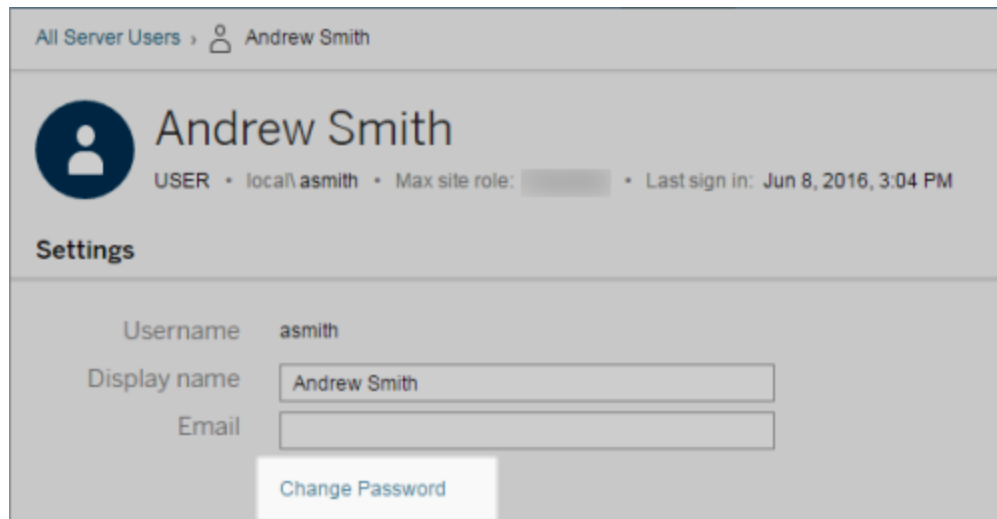 All Server Users › Andrew Smith
Andrew Smith
USER • local\asmith • Max site role: • Last sign in: Jun 8, 2016, 3:04 PM
Settings
Username asmith
Display name Andrew Smith
Email
Change Password